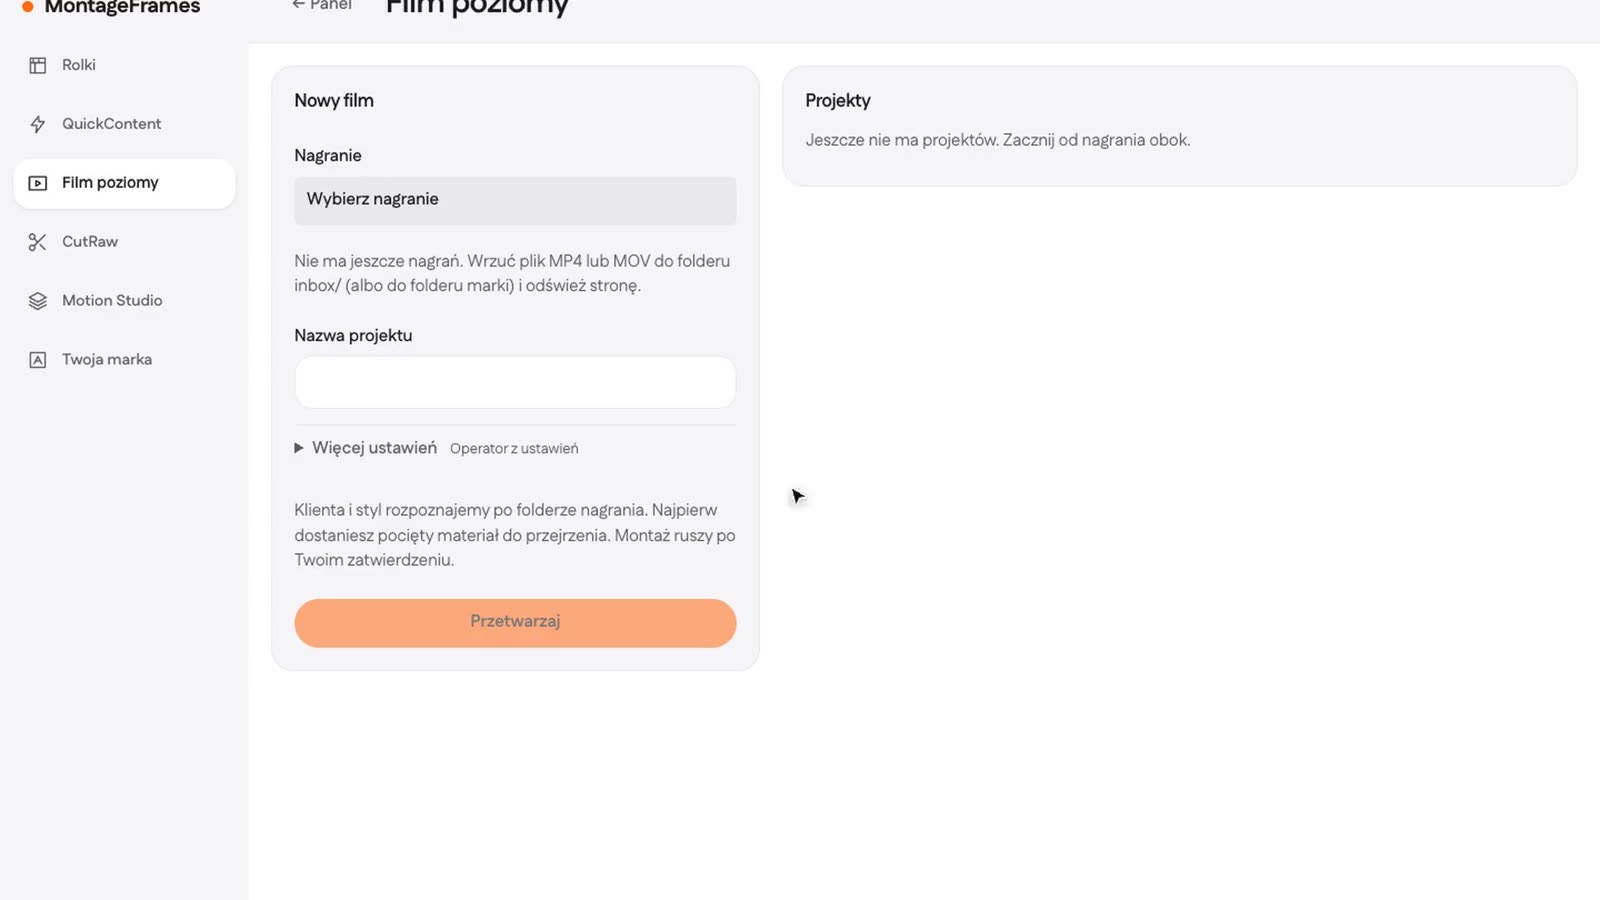 MontageFrames
Rolki
QuickContent
Film poziomy
CutRaw
Motion Studio
Twoja marka
← Panel
Film poziomy
Nowy film
Nagranie
Wybierz nagranie
Nie ma jeszcze nagrań. Wrzuć plik MP4 lub MOV do folderu
inbox/ (albo do folderu marki) i odśwież stronę.
Nazwa projektu
Więcej ustawień Operator z ustawień
Klienta i styl rozpoznajemy po folderze nagrania. Najpierw
dostaniesz pocięty materiał do przejrzenia. Montaż ruszy po
Twoim zatwierdzeniu.
Przetwarzaj
Projekty
Jeszcze nie ma projektów. Zacznij od nagrania obok.